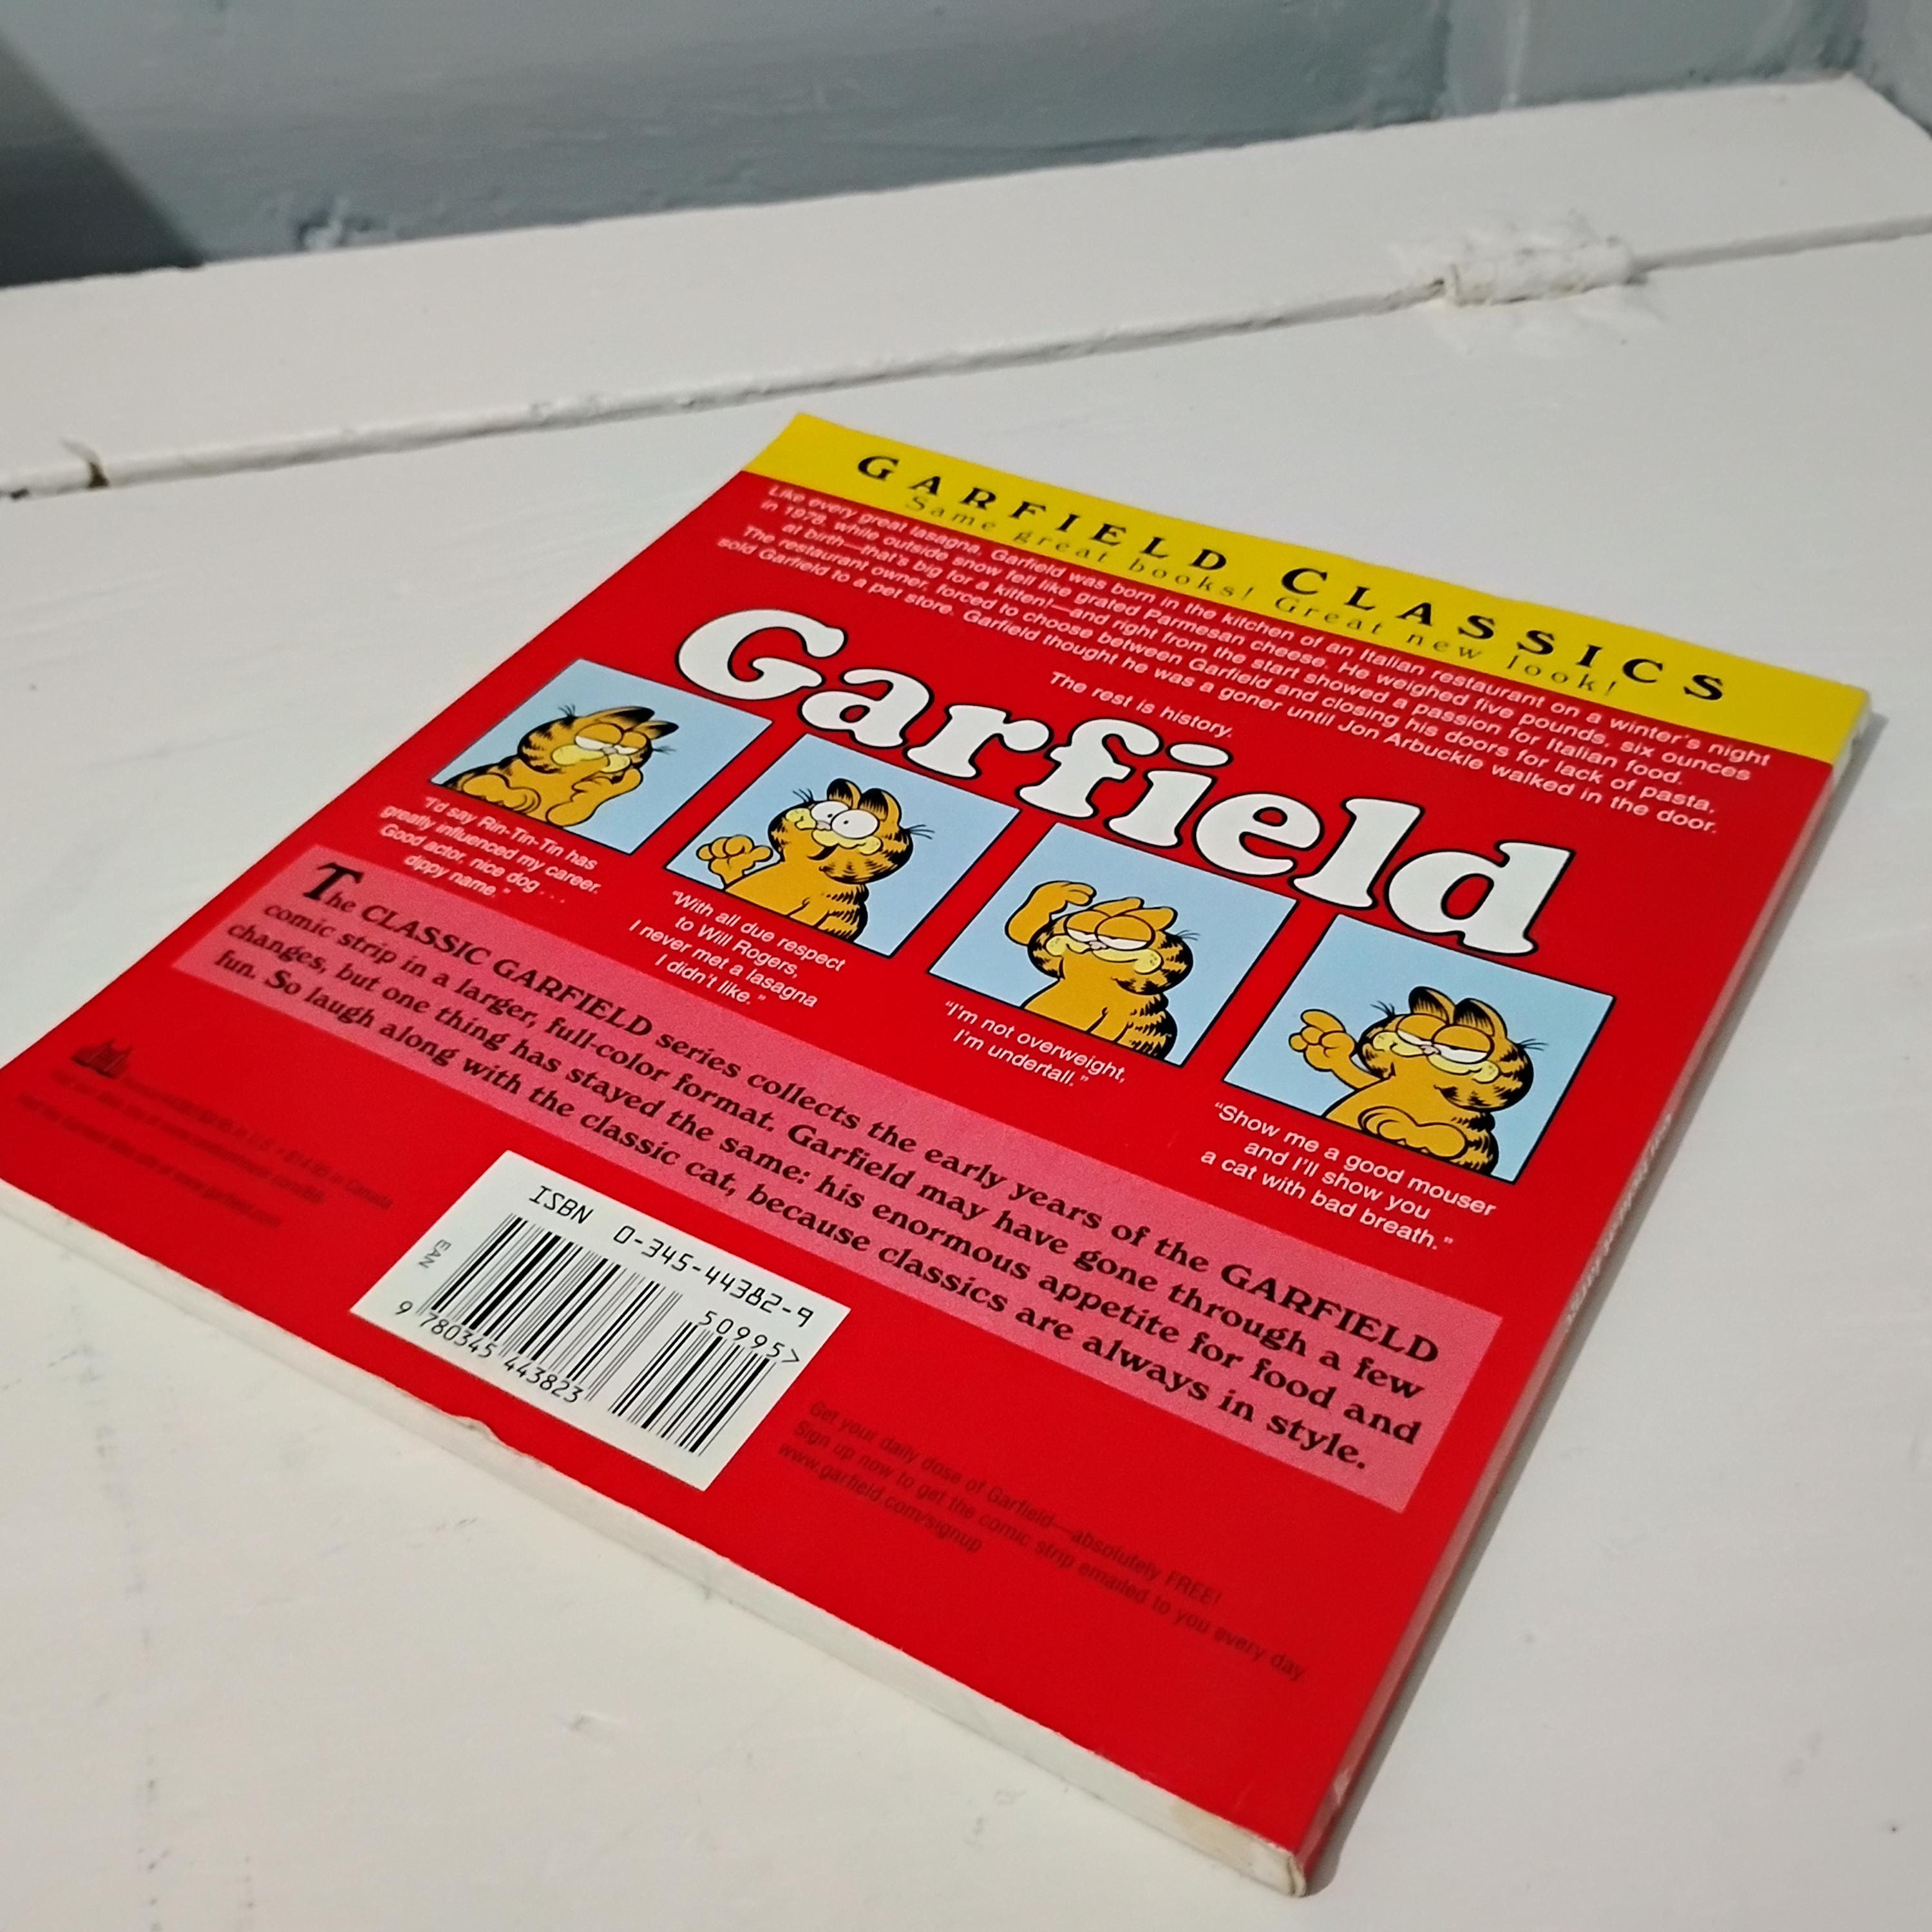 GARFIELD CLASSICS
Same great books! Great new look!
Like every great lasagna, Garfield was born in the kitchen of an Italian restaurant on a winter's night
in 1978, while outside snow fell like grated Parmesan cheese. He weighed five pounds, six ounces
at birth—that's big for a kitten!—and right from the start showed a passion for Italian food.
The restaurant owner, forced to choose between Garfield and closing his doors for lack of pasta,
sold Garfield to a pet store. Garfield thought he was a goner until Jon Arbuckle walked in the door.
The rest is history.
Garfield
"I'd say Rin-Tin-Tin has
greatly influenced my career.
Good actor, nice dog . . .
dippy name."
"With all due respect
to Will Rogers,
I never met a lasagna
I didn't like."
"I'm not overweight,
I'm undertall."
"Show me a good mouser
and I'll show you
a cat with bad breath."
The CLASSIC GARFIELD series collects the early years of the GARFIELD
comic strip in a larger, full-color format. Garfield may have gone through a few
changes, but one thing has stayed the same: his enormous appetite for food and
fun. So laugh along with the classic cat, because classics are always in style.
in U.S. • $14.95 in Canada
ISBN 0-345-44382-9
50995>
EAN
9 780345 443823
Get your daily dose of Garfield—absolutely FREE!
Sign up now to get the comic strip emailed to you every day.
www.garfield.com/signup